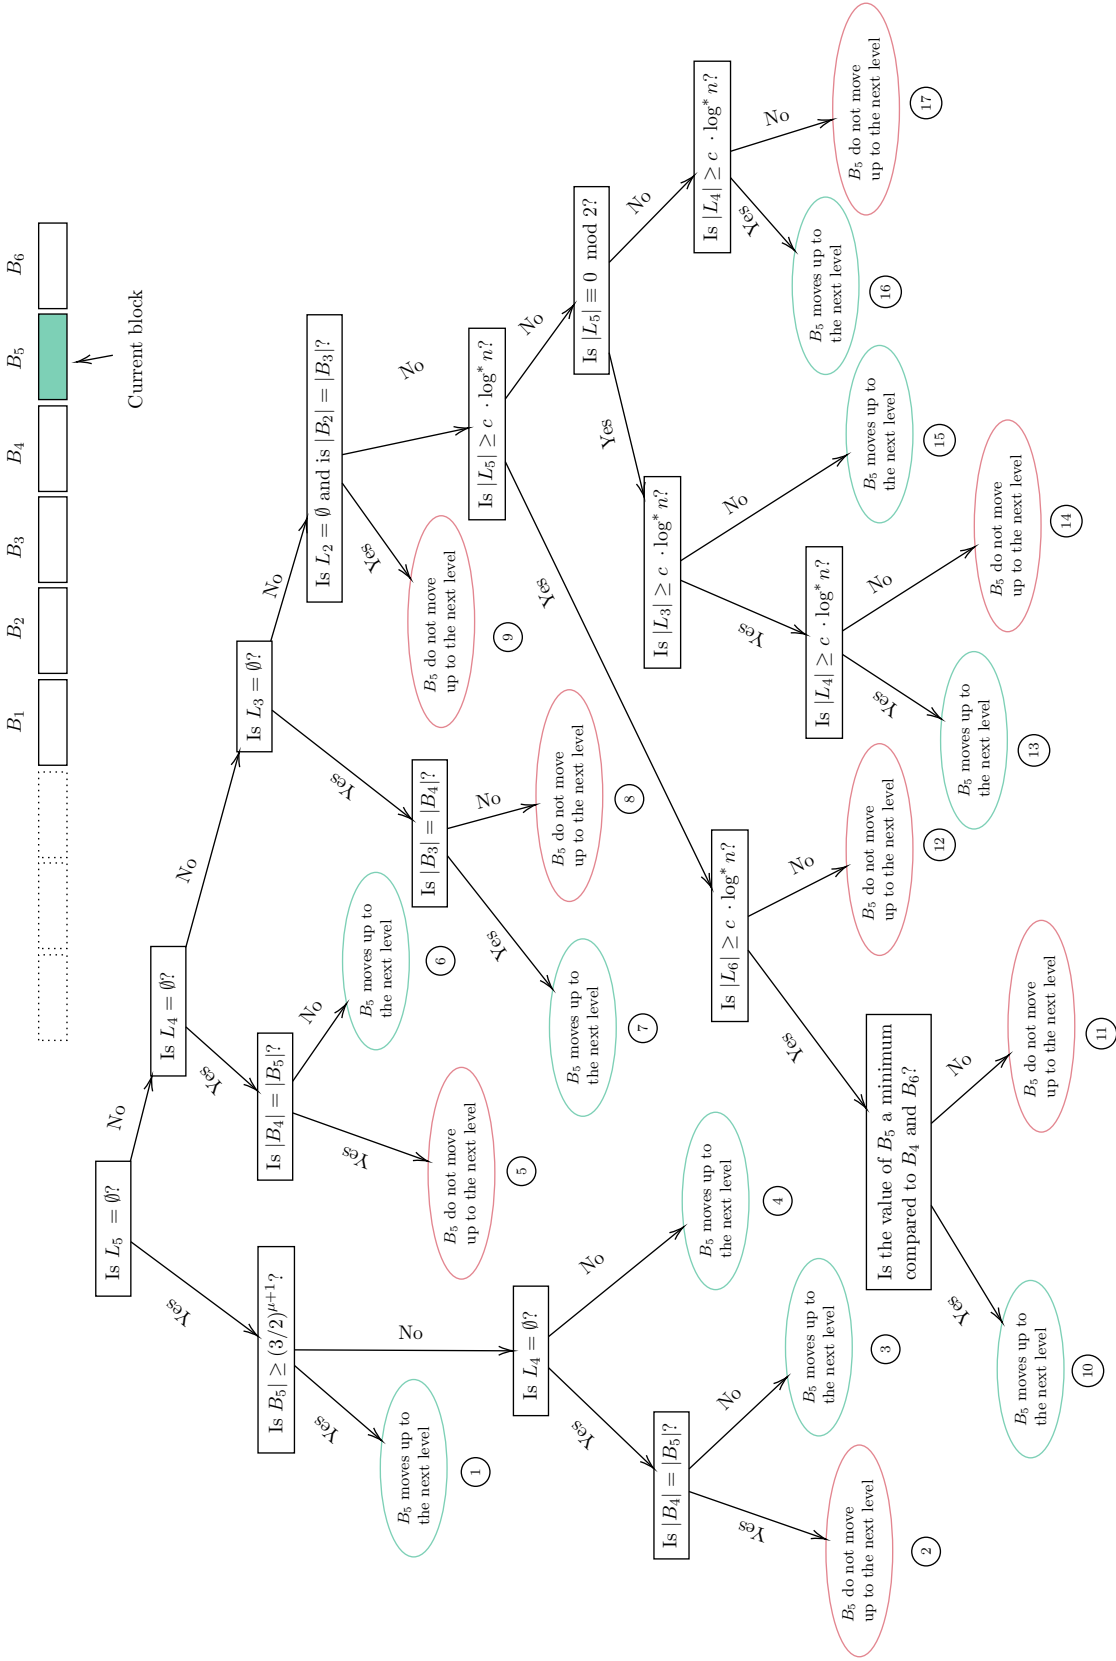 B₁ B₂ B₃ B₄ B₅ B₆
Current block
Is L₅ = ∅?
Yes
No
Is B₅| ≥ (3/2)^{μ+1}?
Yes
No
B₅ moves up to
the next level
1
Is L₄ = ∅?
Yes
No
Is |B₄| = |B₅|?
Yes
No
B₅ do not move
up to the next level
2
B₅ moves up to
the next level
3
B₅ moves up to
the next level
4
Is L₄ = ∅?
Yes
No
Is |B₄| = |B₅|?
Yes
No
B₅ do not move
up to the next level
5
B₅ moves up to
the next level
6
Is L₃ = ∅?
Yes
No
Is |B₃| = |B₄|?
Yes
No
B₅ moves up to
the next level
7
B₅ do not move
up to the next level
8
Is L₂ = ∅ and is |B₂| = |B₃|?
Yes
No
B₅ do not move
up to the next level
9
Is |L₅| ≥ c · log* n?
Yes
No
Is |L₆| ≥ c · log* n?
Yes
No
Is the value of B₅ a minimum
compared to B₄ and B₆?
Yes
No
B₅ moves up to
the next level
10
B₅ do not move
up to the next level
11
B₅ do not move
up to the next level
12
Is |L₅| ≡ 0 mod 2?
Yes
No
Is |L₃| ≥ c · log* n?
Yes
No
Is |L₄| ≥ c · log* n?
Yes
No
B₅ moves up to
the next level
13
B₅ do not move
up to the next level
14
B₅ moves up to
the next level
15
Is |L₄| ≥ c · log* n?
Yes
No
B₅ moves up to
the next level
16
B₅ do not move
up to the next level
17